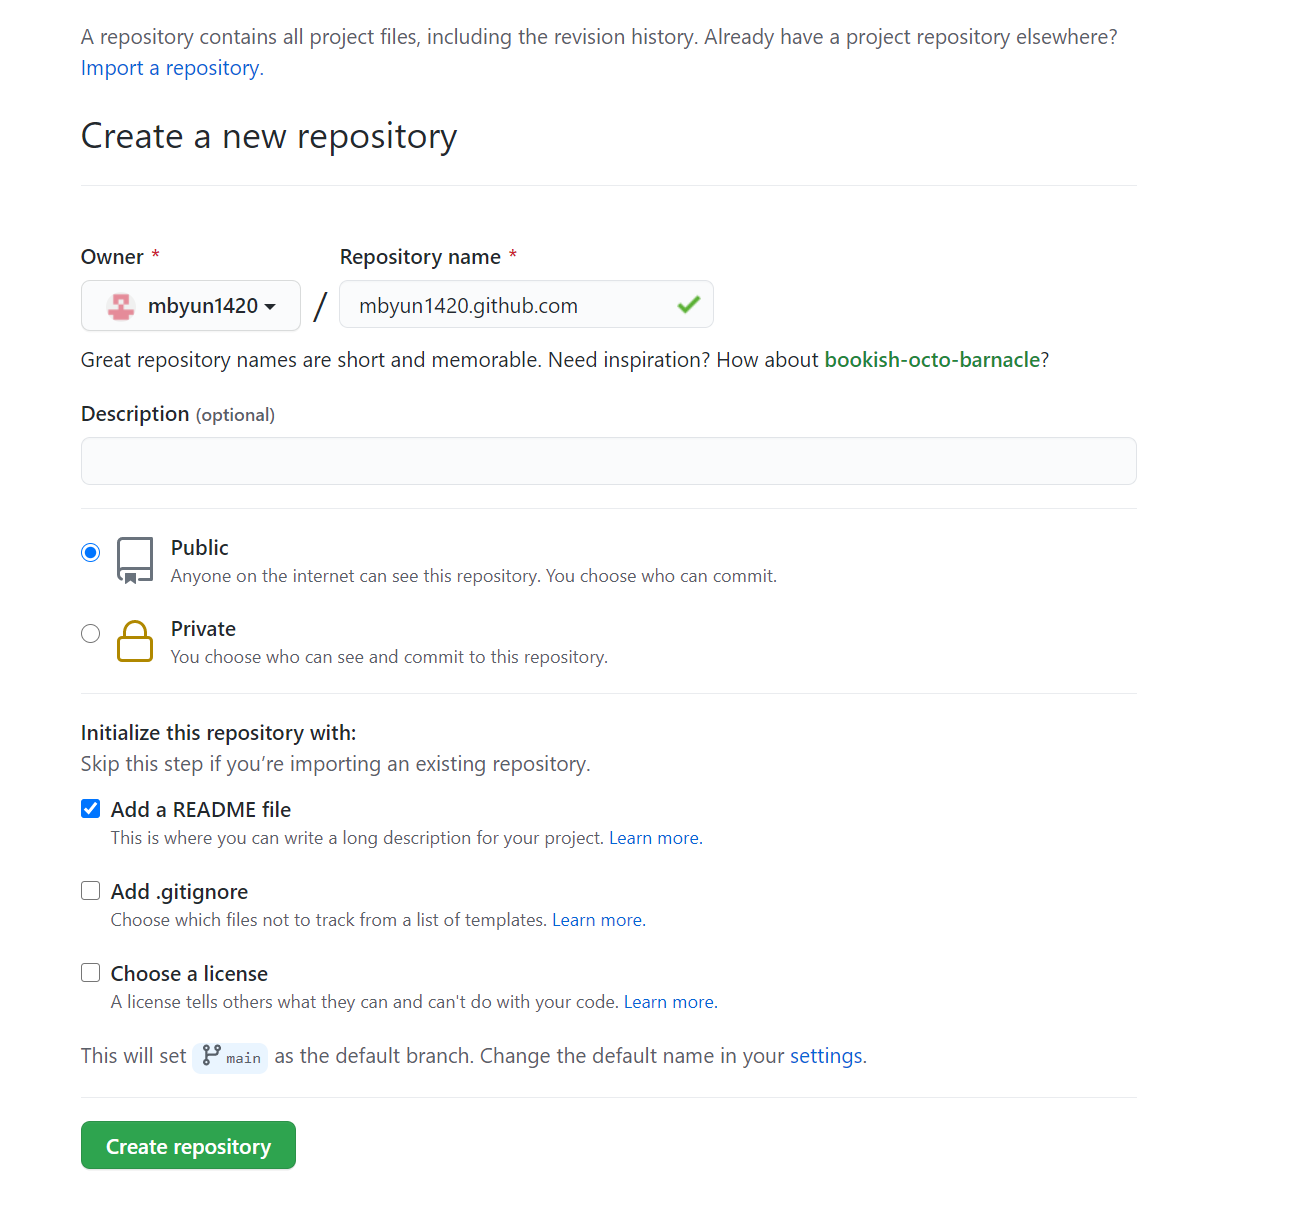 A repository contains all project files, including the revision history. Already have a project repository elsewhere?
Import a repository.
Create a new repository
Owner *
Repository name *
mbyun1420
/
mbyun1420.github.com
Great repository names are short and memorable. Need inspiration? How about bookish-octo-barnacle?
Description (optional)
Public
Anyone on the internet can see this repository. You choose who can commit.
Private
You choose who can see and commit to this repository.
Initialize this repository with:
Skip this step if you’re importing an existing repository.
Add a README file
This is where you can write a long description for your project. Learn more.
Add .gitignore
Choose which files not to track from a list of templates. Learn more.
Choose a license
A license tells others what they can and can't do with your code. Learn more.
This will set main as the default branch. Change the default name in your settings.
Create repository